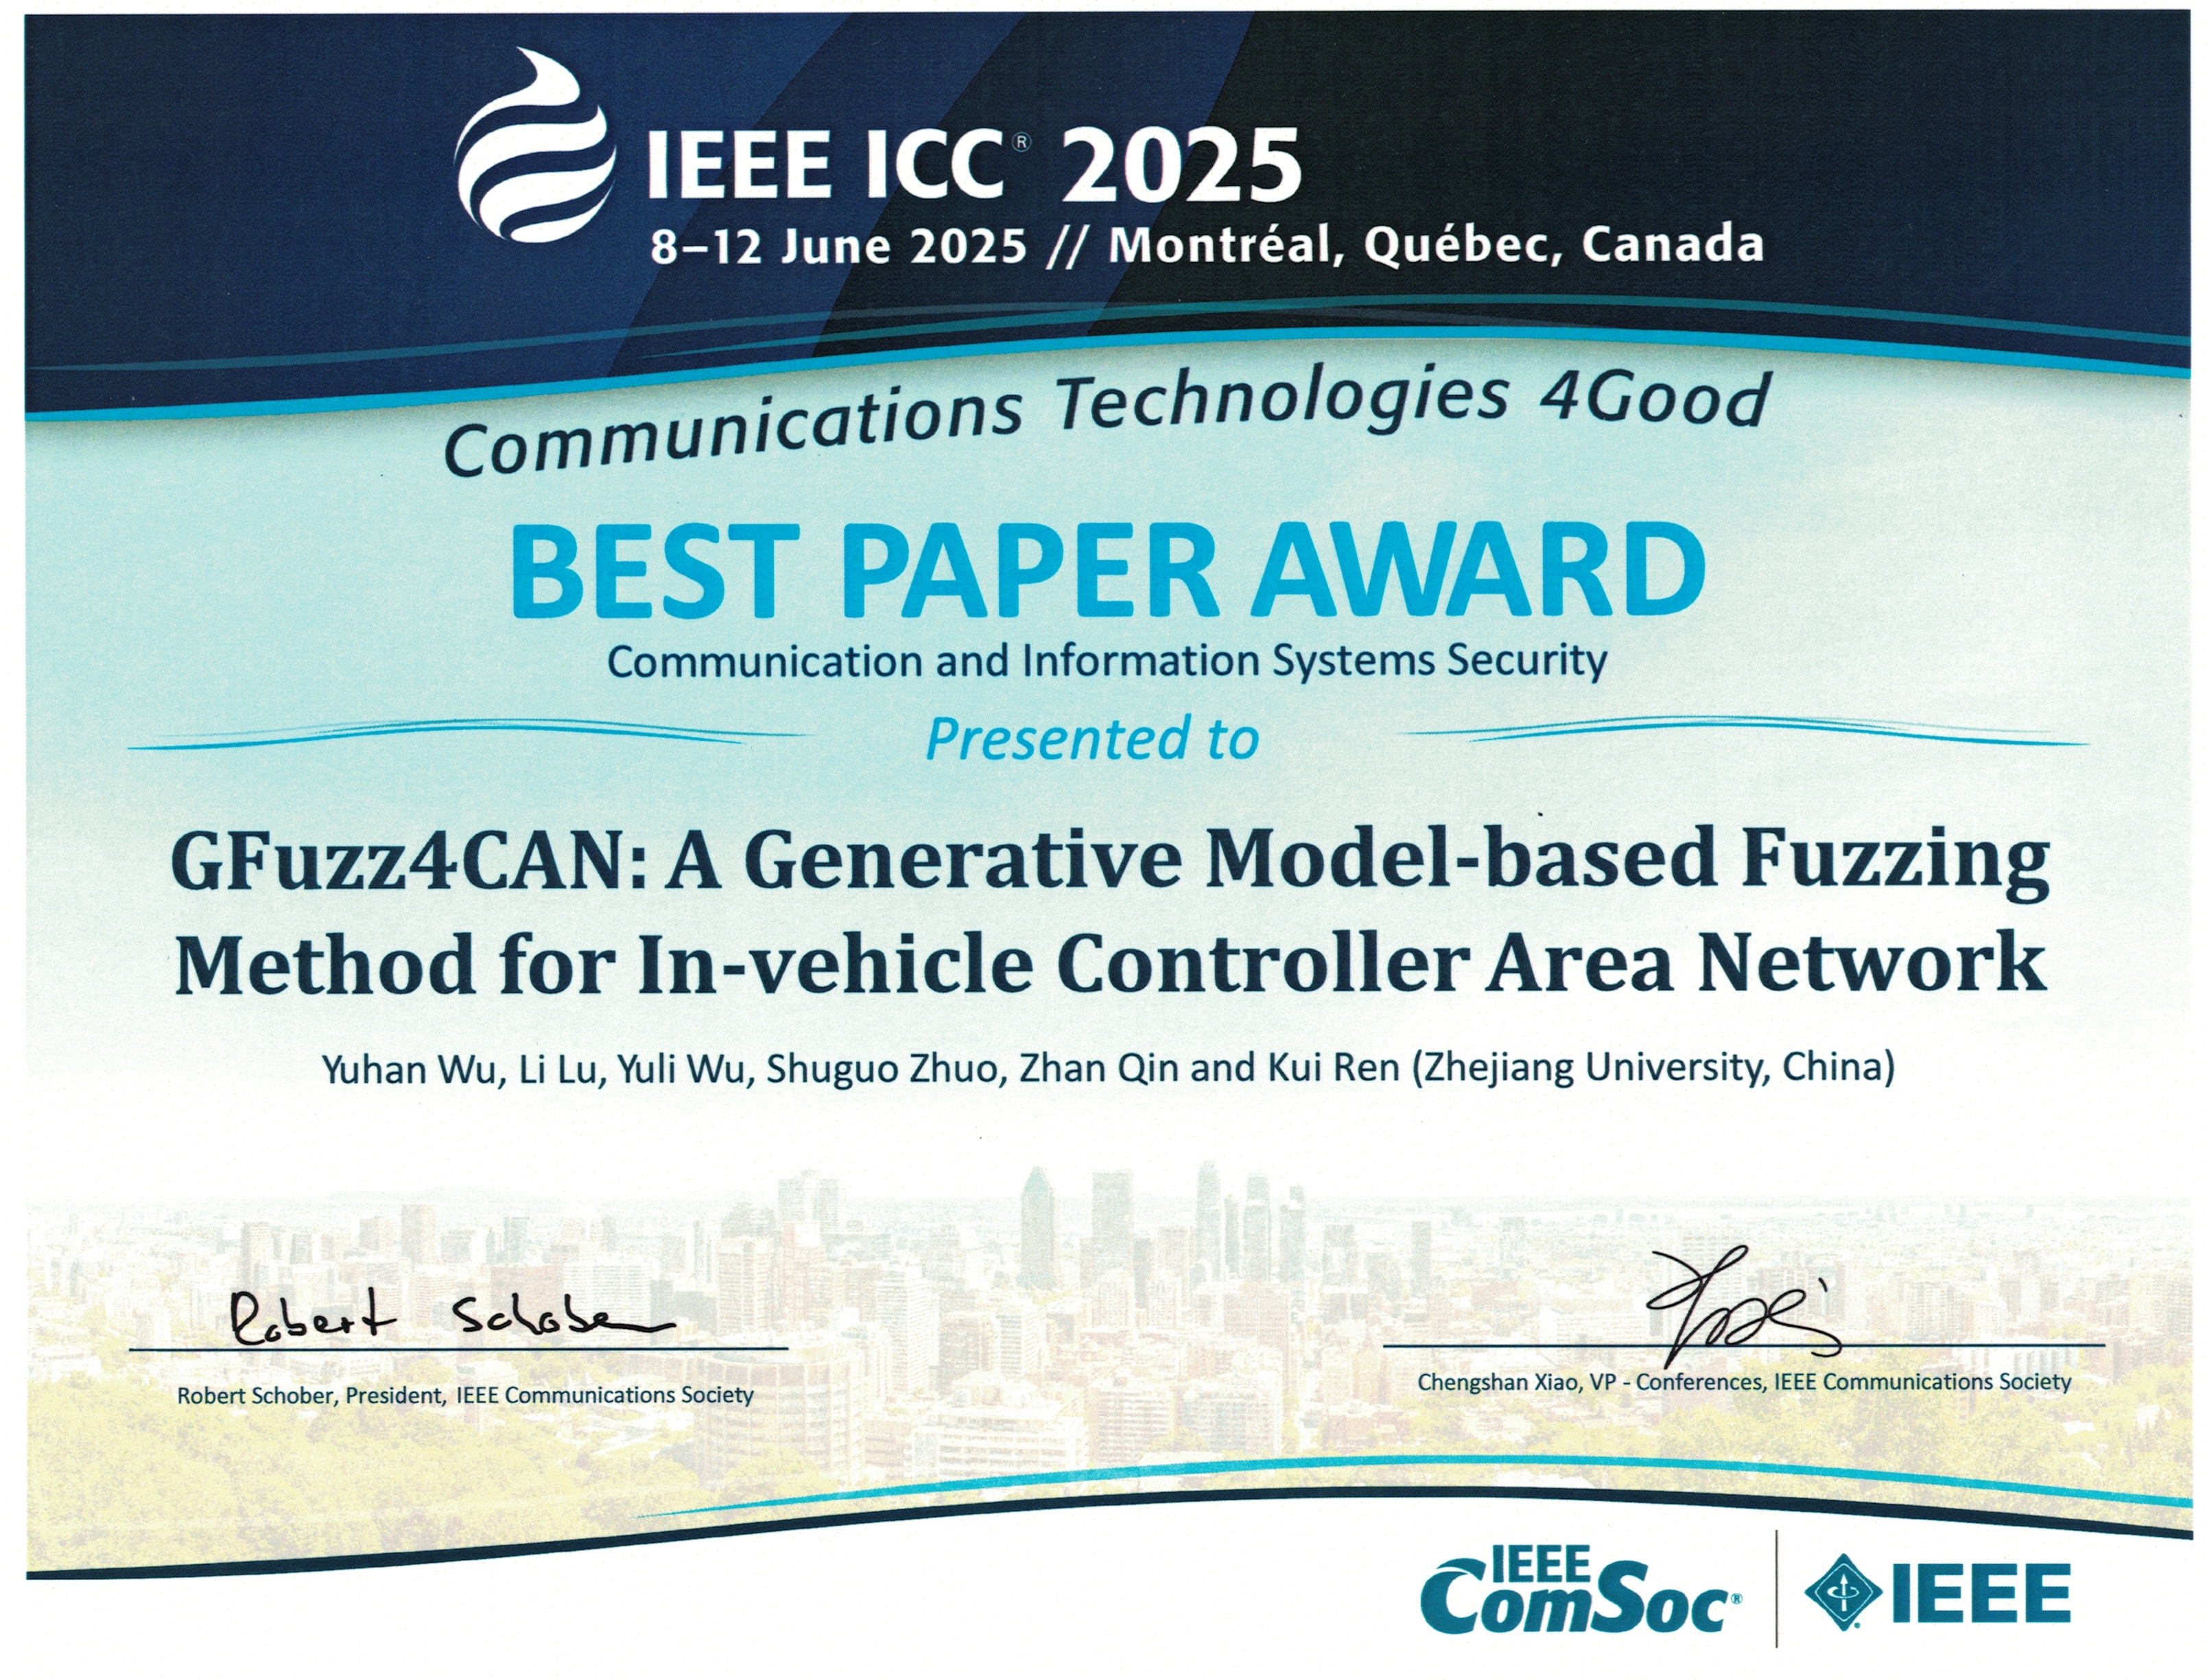 IEEE ICC® 2025
8–12 June 2025 // Montréal, Québec, Canada
Communications Technologies 4Good
BEST PAPER AWARD
Communication and Information Systems Security
Presented to
GFuzz4CAN: A Generative Model-based Fuzzing
Method for In-vehicle Controller Area Network
Yuhan Wu, Li Lu, Yuli Wu, Shuguo Zhuo, Zhan Qin and Kui Ren (Zhejiang University, China)
Robert Schober
Robert Schober, President, IEEE Communications Society
Chengshan Xiao, VP - Conferences, IEEE Communications Society
IEEE
ComSoc®
IEEE